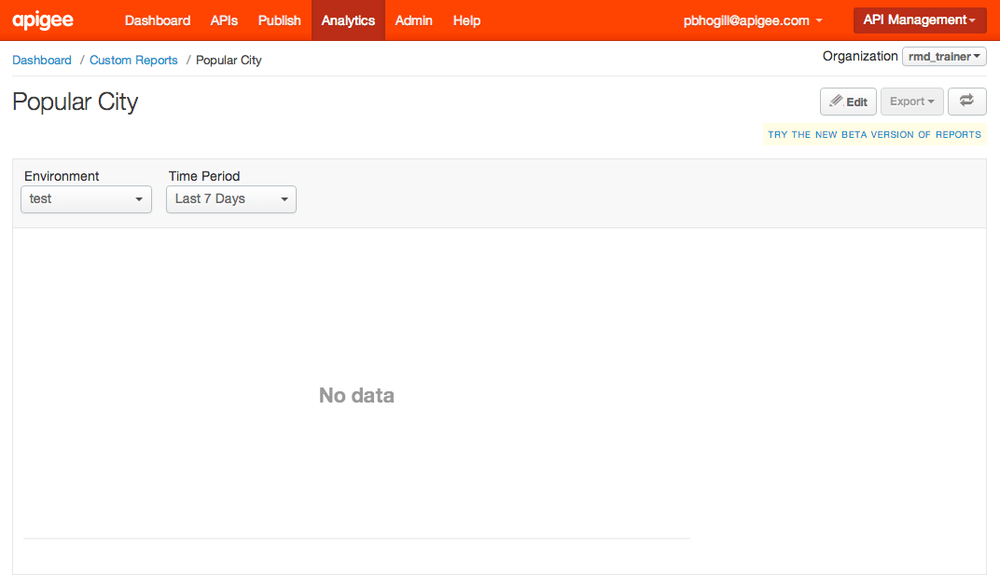 apigee Dashboard APIs Publish Analytics Admin Help pbhogill@apigee.com API Management
Dashboard / Custom Reports / Popular City Organization rmd_trainer
Popular City Edit Export
TRY THE NEW BETA VERSION OF REPORTS
Environment Time Period
test Last 7 Days
No data